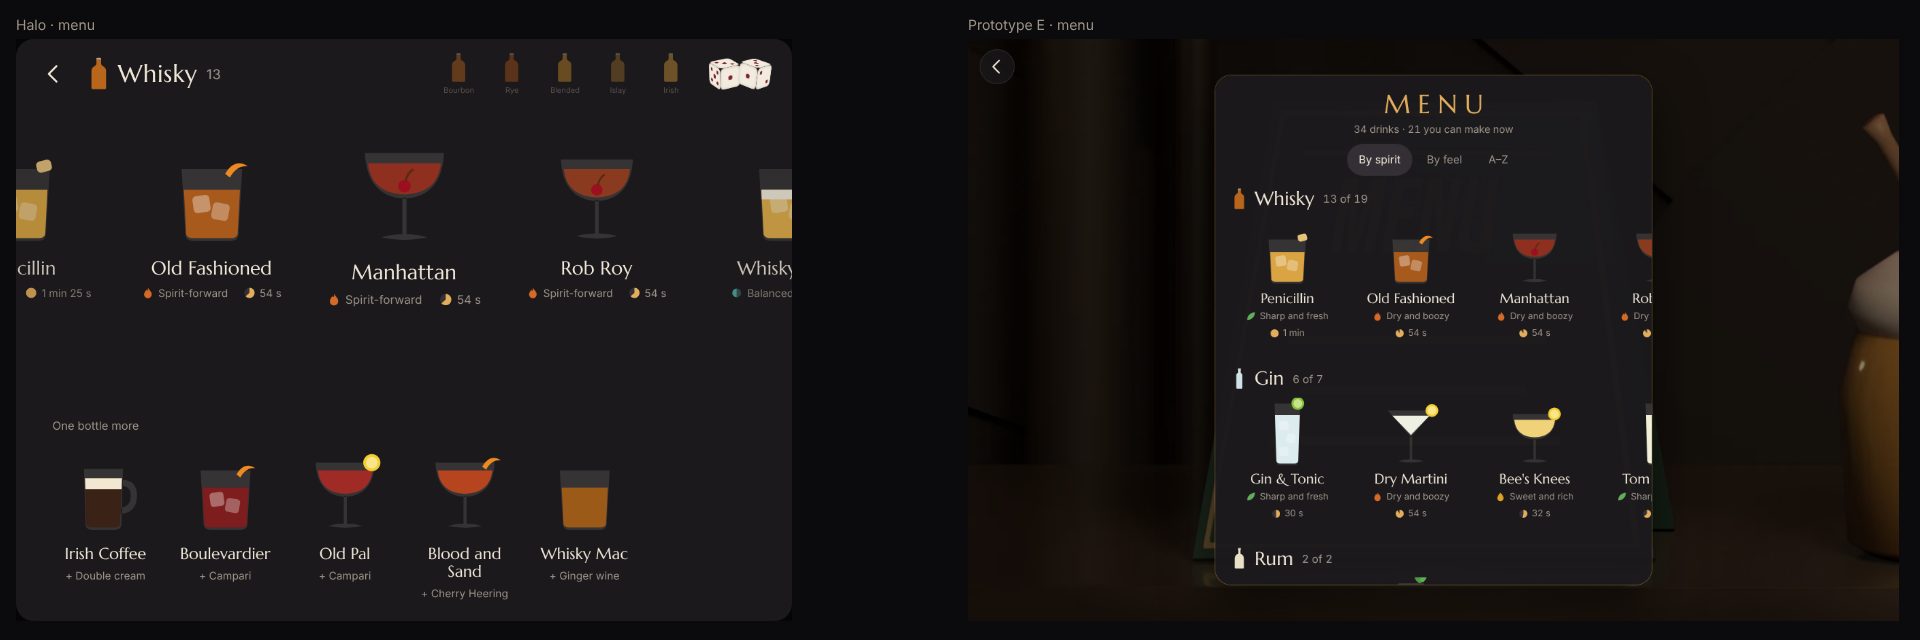 Halo · menu
Whisky 13
Bourbon Rye Blended Islay Irish
cillin Old Fashioned Manhattan Rob Roy Whisky
1 min 25 s Spirit-forward 54 s Spirit-forward 54 s Spirit-forward 54 s Balanced
One bottle more
Irish Coffee Boulevardier Old Pal Blood and Sand Whisky Mac
+ Double cream + Campari + Campari + Cherry Heering + Ginger wine
Prototype E · menu
MENU
34 drinks · 21 you can make now
By spirit By feel A–Z
Whisky 13 of 19
Penicillin Old Fashioned Manhattan Rob
Sharp and fresh Dry and boozy Dry and boozy Dry
1 min 54 s 54 s
Gin 6 of 7
Gin & Tonic Dry Martini Bee's Knees Tom
Sharp and fresh Dry and boozy Sweet and rich Shar
30 s 54 s 32 s
Rum 2 of 2